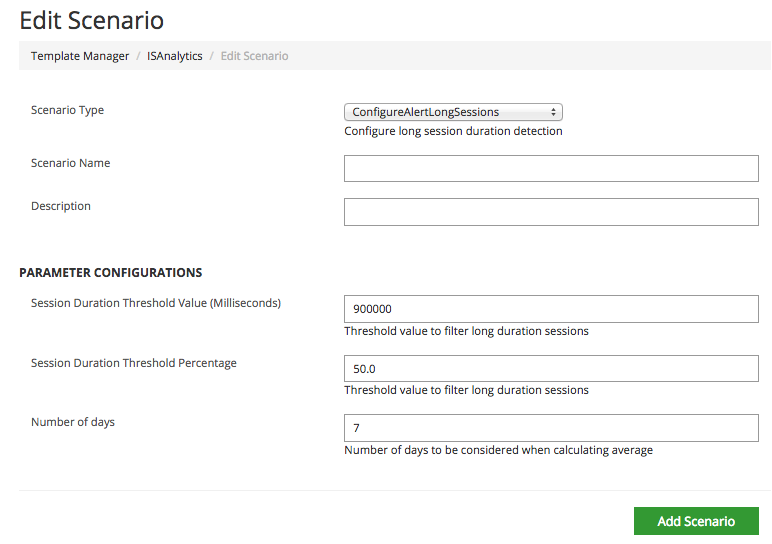 Edit Scenario
Template Manager / ISAnalytics / Edit Scenario
Scenario Type
ConfigureAlertLongSessions
Configure long session duration detection
Scenario Name
Description
PARAMETER CONFIGURATIONS
Session Duration Threshold Value (Milliseconds)
900000
Threshold value to filter long duration sessions
Session Duration Threshold Percentage
50.0
Threshold value to filter long duration sessions
Number of days
7
Number of days to be considered when calculating average
Add Scenario